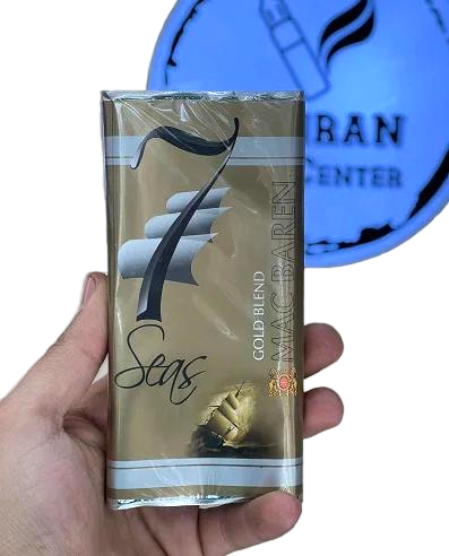 7
Seas
GOLD BLEND
MAC BAREN
RAN
CENTER